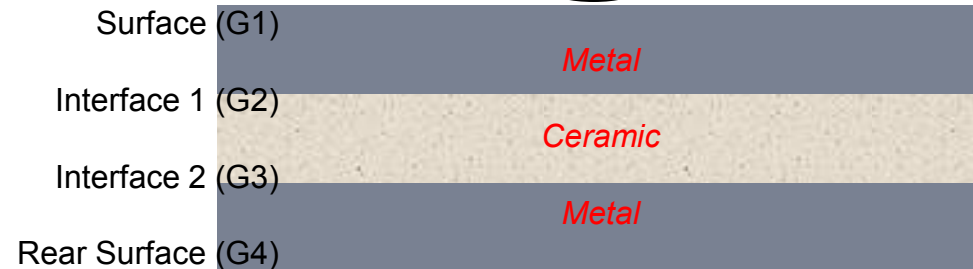 Surface (G1)
Metal
Interface 1 (G2)
Ceramic
Interface 2 (G3)
Metal
Rear Surface (G4)